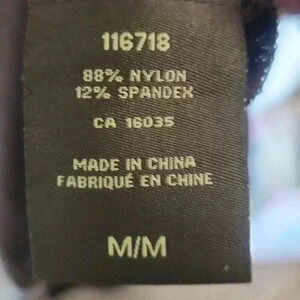 116718
88% NYLON
12% SPANDEX
CA 16035
MADE IN CHINA
FABRIQUÉ EN CHINE
M/M